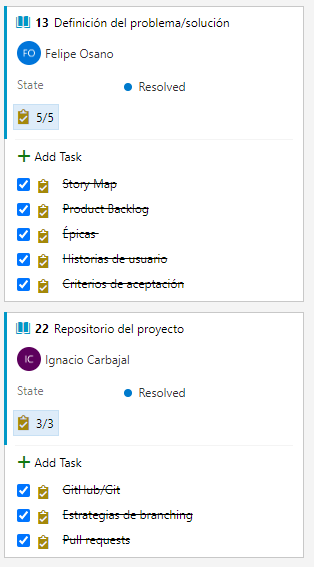 13 Definición del problema/solución
FO Felipe Osano
State Resolved
5/5
Add Task
Story Map
Product Backlog
Épicas
Historias de usuario
Criterios de aceptación
22 Repositorio del proyecto
IC Ignacio Carbajal
State Resolved
3/3
Add Task
GitHub/Git
Estrategias de branching
Pull requests